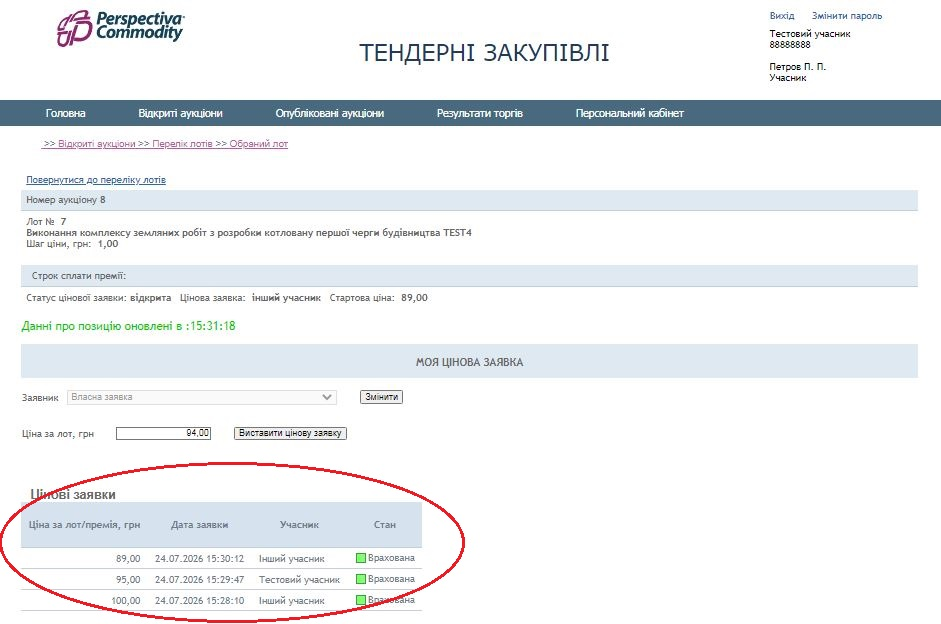 Perspectiva
Commodity
ТЕНДЕРНІ ЗАКУПІВЛІ
Вихід Змінити пароль
Тестовий учасник
88888888
Петров П. П.
Учасник
Головна Відкриті аукціони Опубліковані аукціони Результати торгів Персональний кабінет
>> Відкриті аукціони >> Перелік лотів >> Обраний лот
Повернутися до переліку лотів
Номер аукціону 8
Лот № 7
Виконання комплексу земляних робіт з розробки котловану першої черги будівництва TEST4
Шаг ціни, грн: 1,00
Строк сплати премії:
Статус цінової заявки: відкрита Цінова заявка: інший учасник Стартова ціна: 89,00
Данні про позицію оновлені в :15:31:18
МОЯ ЦІНОВА ЗАЯВКА
Заявник Власна заявка Змінити
Ціна за лот, грн 94,00 Виставити цінову заявку
Цінові заявки
Ціна за лот/премія, грн Дата заявки Учасник Стан
89,00 24.07.2026 15:30:12 Інший учасник Врахована
95,00 24.07.2026 15:29:47 Тестовий учасник Врахована
100,00 24.07.2026 15:28:10 Інший учасник Врахована